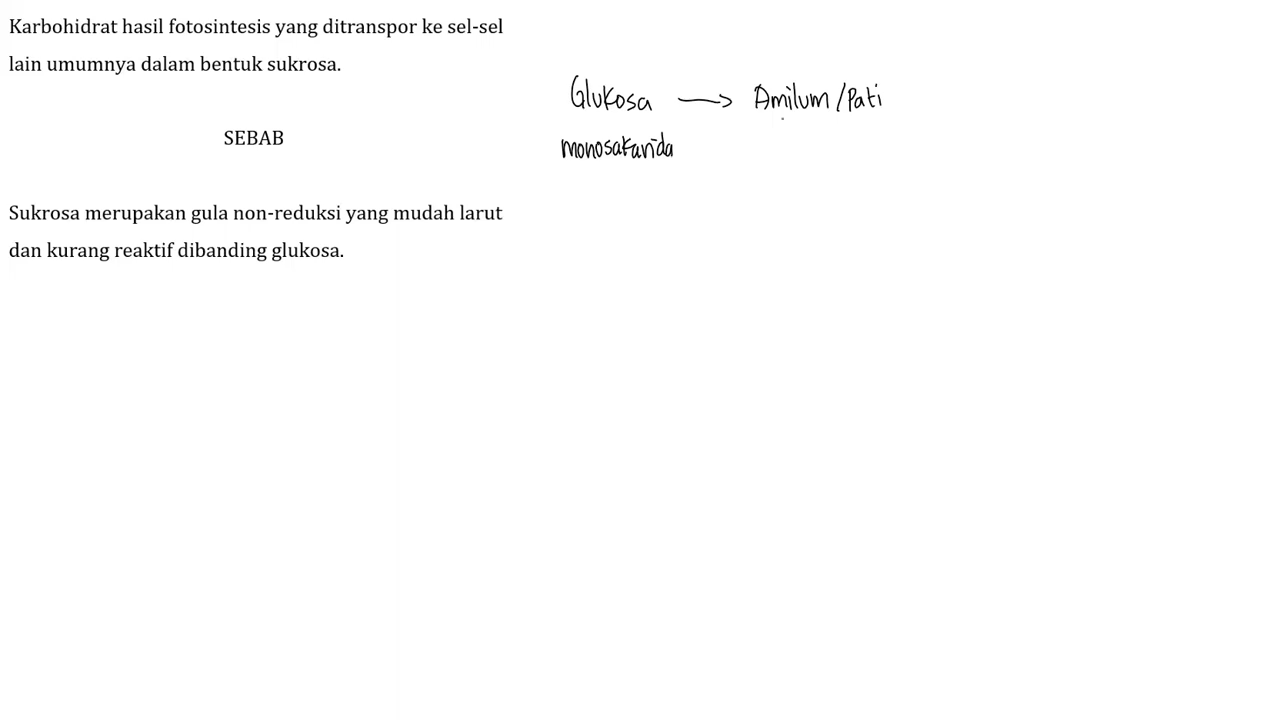 Karbohidrat hasil fotosintesis yang ditranspor ke sel-sel
lain umumnya dalam bentuk sukrosa.
SEBAB
Sukrosa merupakan gula non-reduksi yang mudah larut
dan kurang reaktif dibanding glukosa.
Glukosa → Amilum/Pati
monosakarida